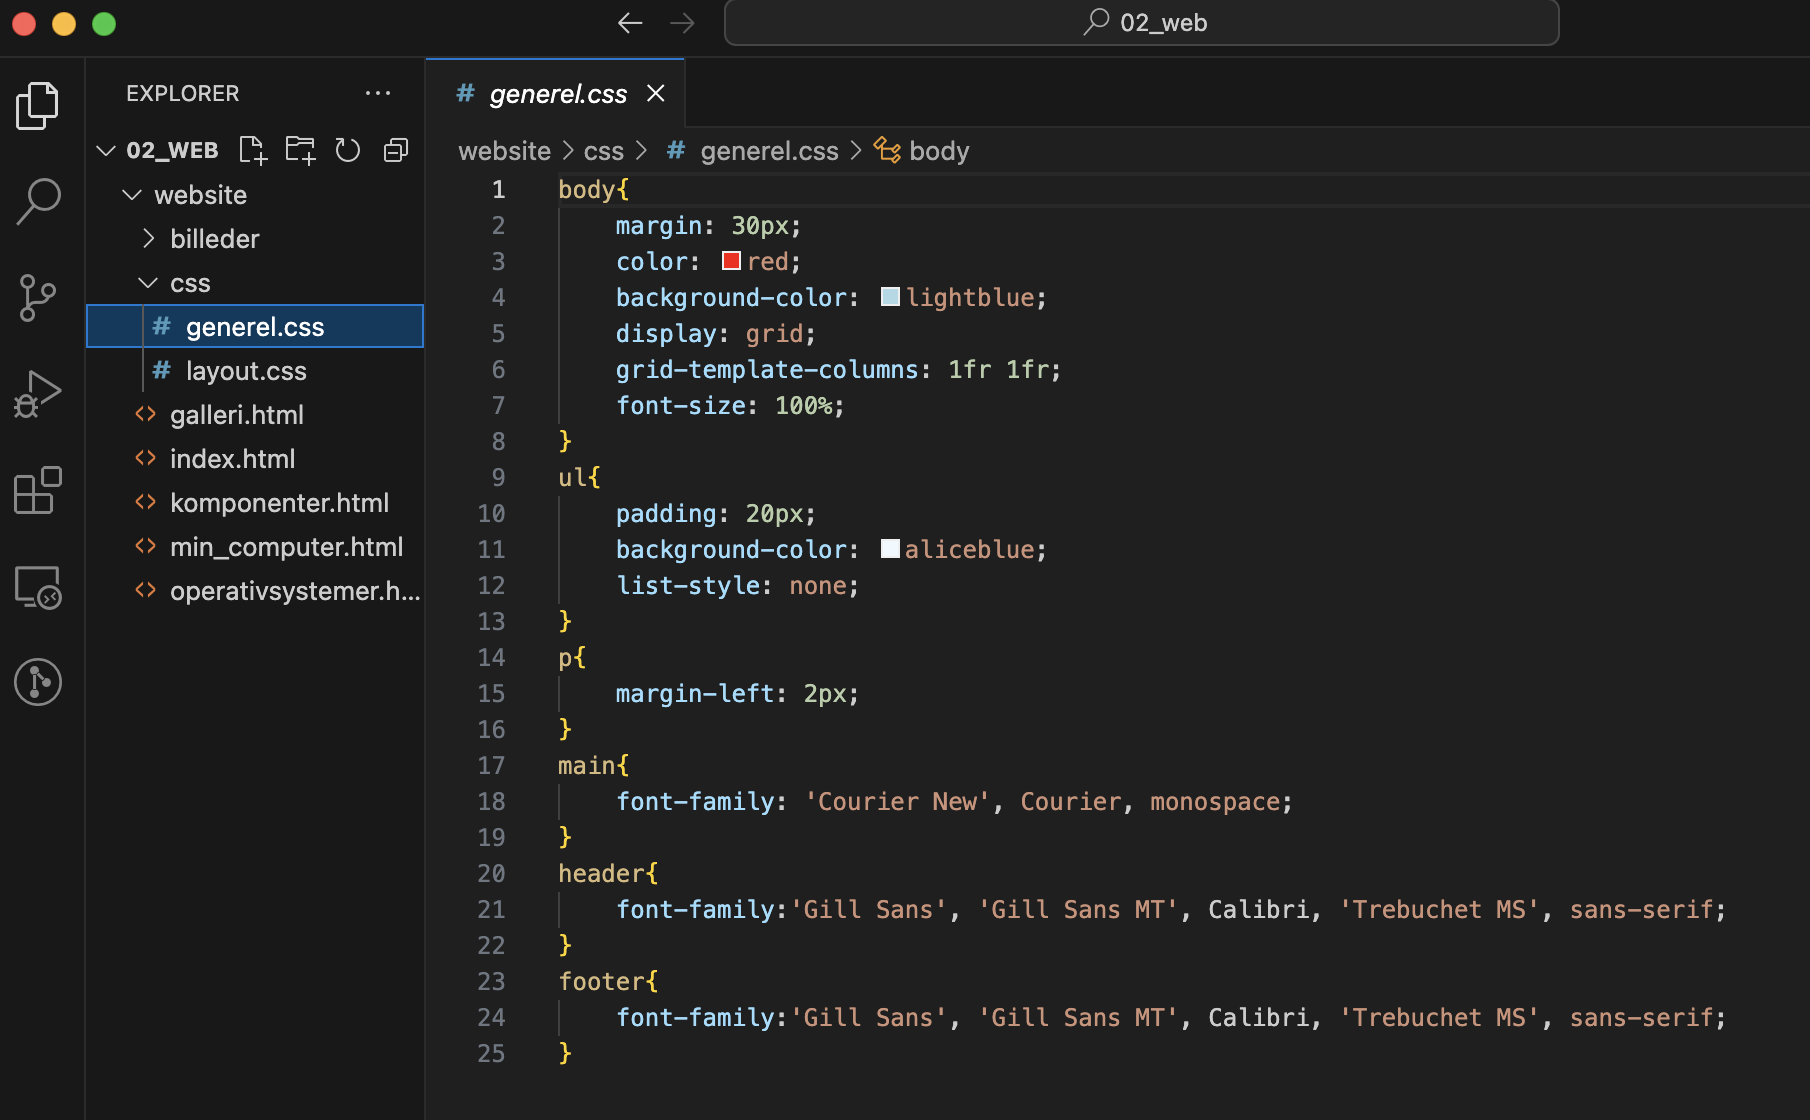 02_web
EXPLORER
generel.css
02_WEB
website
billeder
css
generel.css
layout.css
galleri.html
index.html
komponenter.html
min_computer.html
operativsystemer.h...
website > css > # generel.css > body
1 body{
2 margin: 30px;
3 color: red;
4 background-color: lightblue;
5 display: grid;
6 grid-template-columns: 1fr 1fr;
7 font-size: 100%;
8 }
9 ul{
10 padding: 20px;
11 background-color: aliceblue;
12 list-style: none;
13 }
14 p{
15 margin-left: 2px;
16 }
17 main{
18 font-family: 'Courier New', Courier, monospace;
19 }
20 header{
21 font-family:'Gill Sans', 'Gill Sans MT', Calibri, 'Trebuchet MS', sans-serif;
22 }
23 footer{
24 font-family:'Gill Sans', 'Gill Sans MT', Calibri, 'Trebuchet MS', sans-serif;
25 }